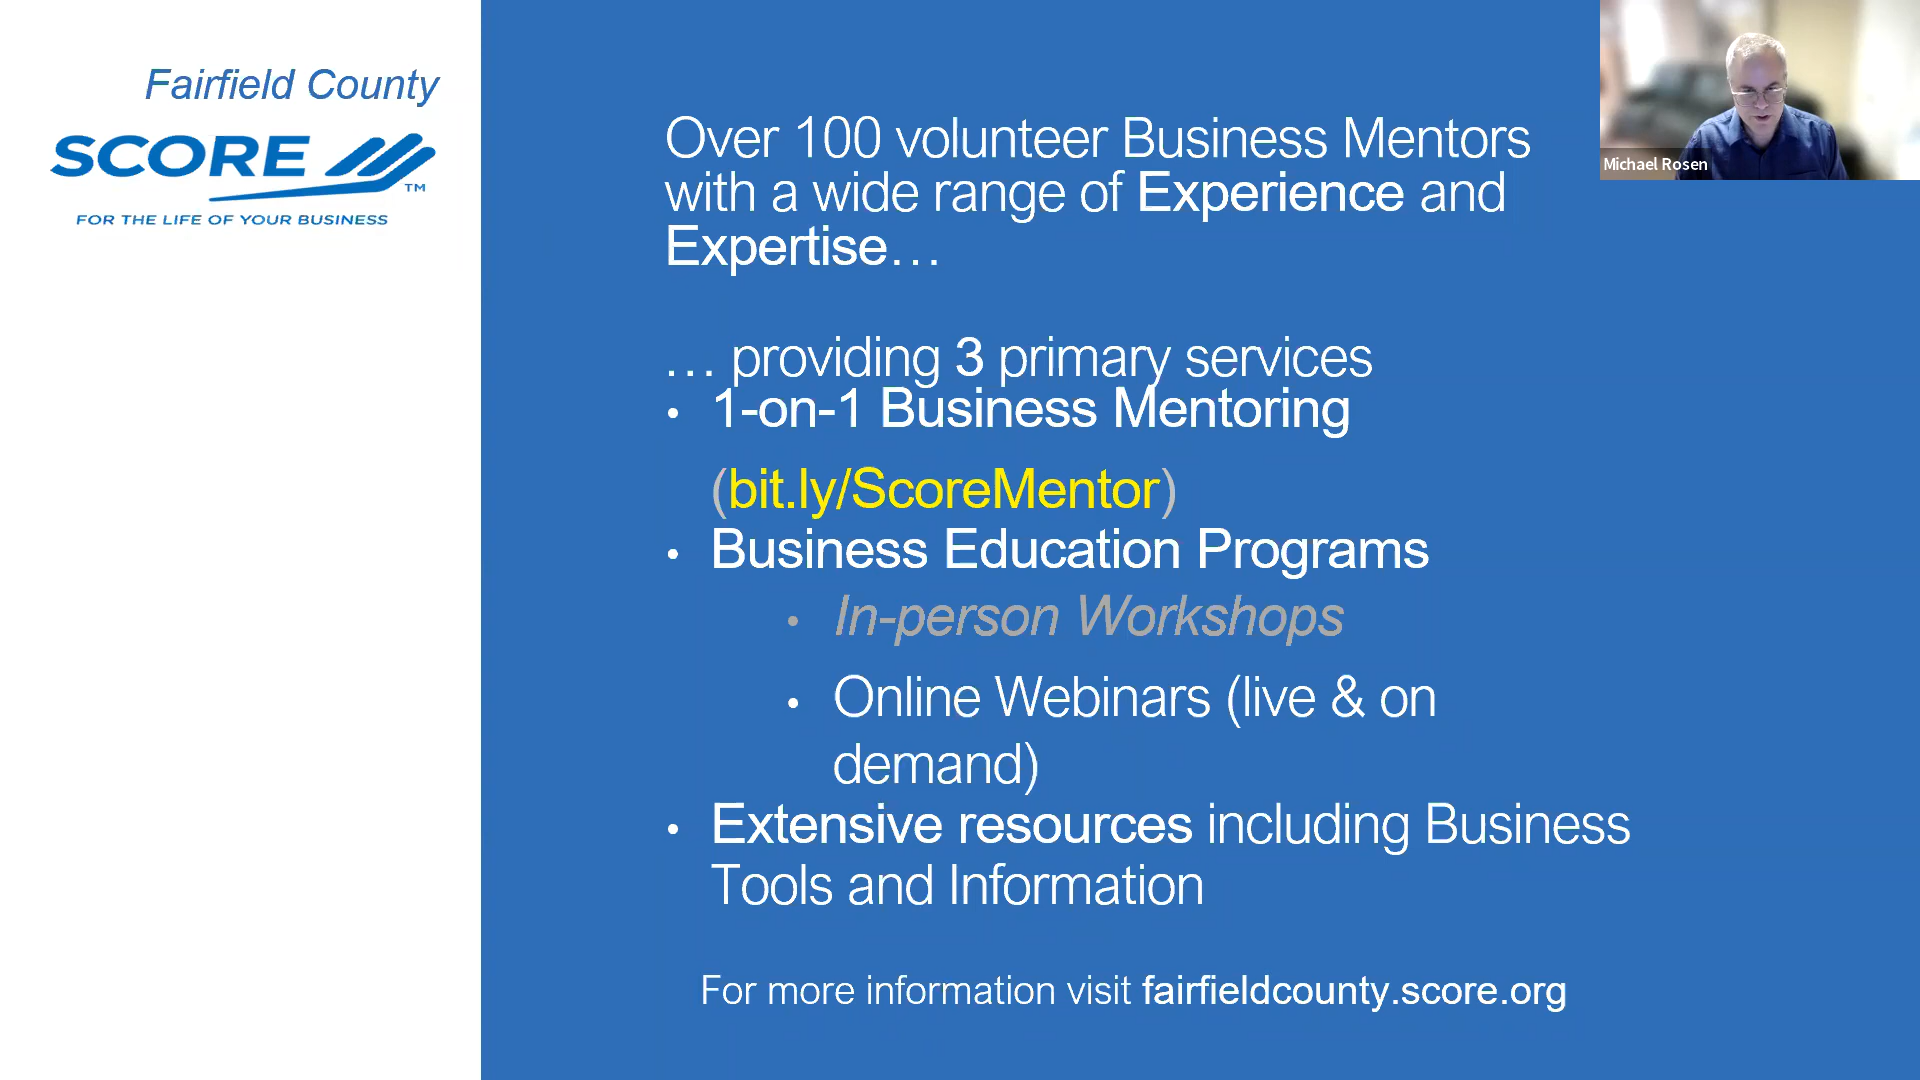 Fairfield County
SCORE
TM
FOR THE LIFE OF YOUR BUSINESS
Over 100 volunteer Business Mentors
with a wide range of Experience and
Expertise…
… providing 3 primary services
• 1-on-1 Business Mentoring
(bit.ly/ScoreMentor)
• Business Education Programs
• In-person Workshops
• Online Webinars (live & on
demand)
• Extensive resources including Business
Tools and Information
For more information visit fairfieldcounty.score.org
Michael Rosen